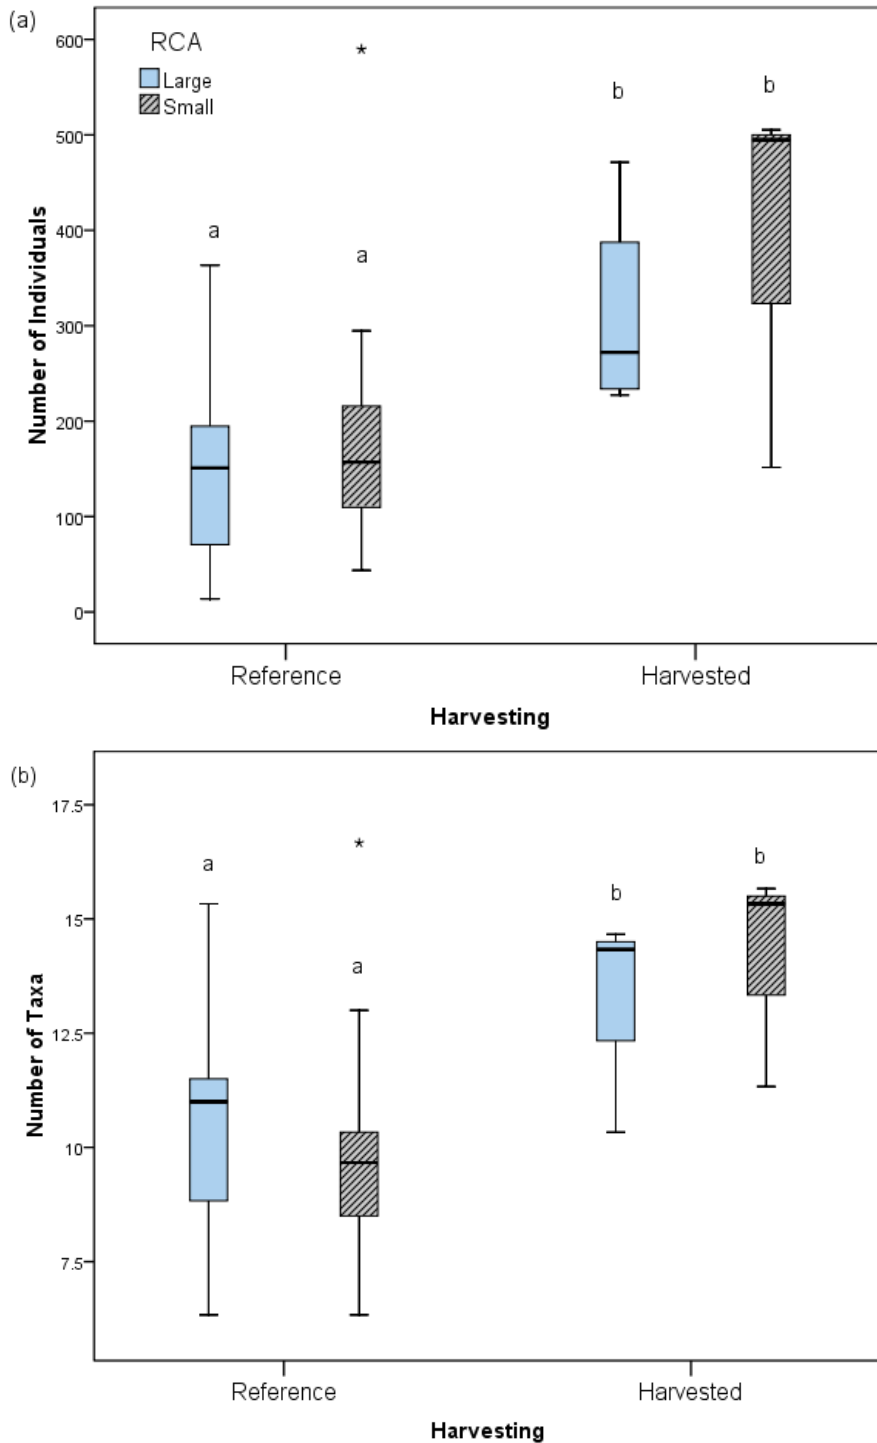 (a)
RCA
Large
Small
*
600
500
400
300
200
100
0
a
a
b
b
Number of Individuals
Reference
Harvested
Harvesting
(b)
17.5
15
12.5
10
7.5
a
*
a
b
b
Number of Taxa
Reference
Harvested
Harvesting